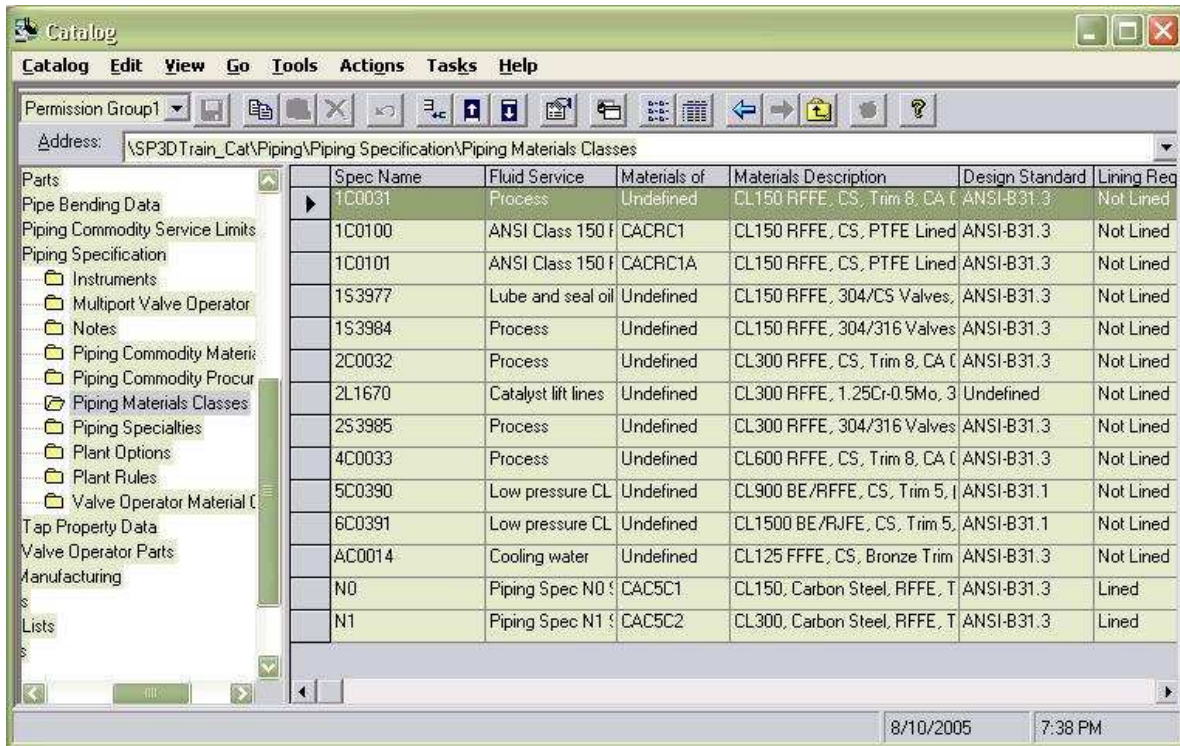 Catalog
Catalog Edit View Go Tools Actions Tasks Help
Permission Group1
Address: \SP3DTrain_Cat\Piping\Piping Specification\Piping Materials Classes
Parts
Pipe Bending Data
Piping Commodity Service Limits
Piping Specification
Instruments
Multiport Valve Operator
Notes
Piping Commodity Materia
Piping Commodity Procur
Piping Materials Classes
Piping Specialties
Plant Options
Plant Rules
Valve Operator Material
Tap Property Data
Valve Operator Parts
Manufacturing
s
Lists
s
Spec Name Fluid Service Materials of Materials Description Design Standard Lining Req
1C0031 Process Undefined CL150 RFFE, CS, Trim 8, CA ANSI-B31.3 Not Lined
1C0100 ANSI Class 150 CACRC1 CL150 RFFE, CS, PTFE Lined ANSI-B31.3 Not Lined
1C0101 ANSI Class 150 CACRC1A CL150 RFFE, CS, PTFE Lined ANSI-B31.3 Not Lined
1S3977 Lube and seal oil Undefined CL150 RFFE, 304/CS Valves, ANSI-B31.3 Not Lined
1S3984 Process Undefined CL150 RFFE, 304/316 Valves ANSI-B31.3 Not Lined
2C0032 Process Undefined CL300 RFFE, CS, Trim 8, CA ANSI-B31.3 Not Lined
2L1670 Catalyst lift lines Undefined CL300 RFFE, 1.25Cr-0.5Mo, 3 Undefined Not Lined
2S3985 Process Undefined CL300 RFFE, 304/316 Valves ANSI-B31.3 Not Lined
4C0033 Process Undefined CL600 RFFE, CS, Trim 8, CA ANSI-B31.3 Not Lined
5C0390 Low pressure CL Undefined CL900 BE/RFFE, CS, Trim 5, ANSI-B31.1 Not Lined
6C0391 Low pressure CL Undefined CL1500 BE/RJFE, CS, Trim 5, ANSI-B31.1 Not Lined
AC0014 Cooling water Undefined CL125 FFFE, CS, Bronze Trim ANSI-B31.3 Not Lined
N0 Piping Spec N0 CAC5C1 CL150, Carbon Steel, RFFE, T ANSI-B31.3 Lined
N1 Piping Spec N1 CAC5C2 CL300, Carbon Steel, RFFE, T ANSI-B31.3 Lined
8/10/2005 7:38 PM